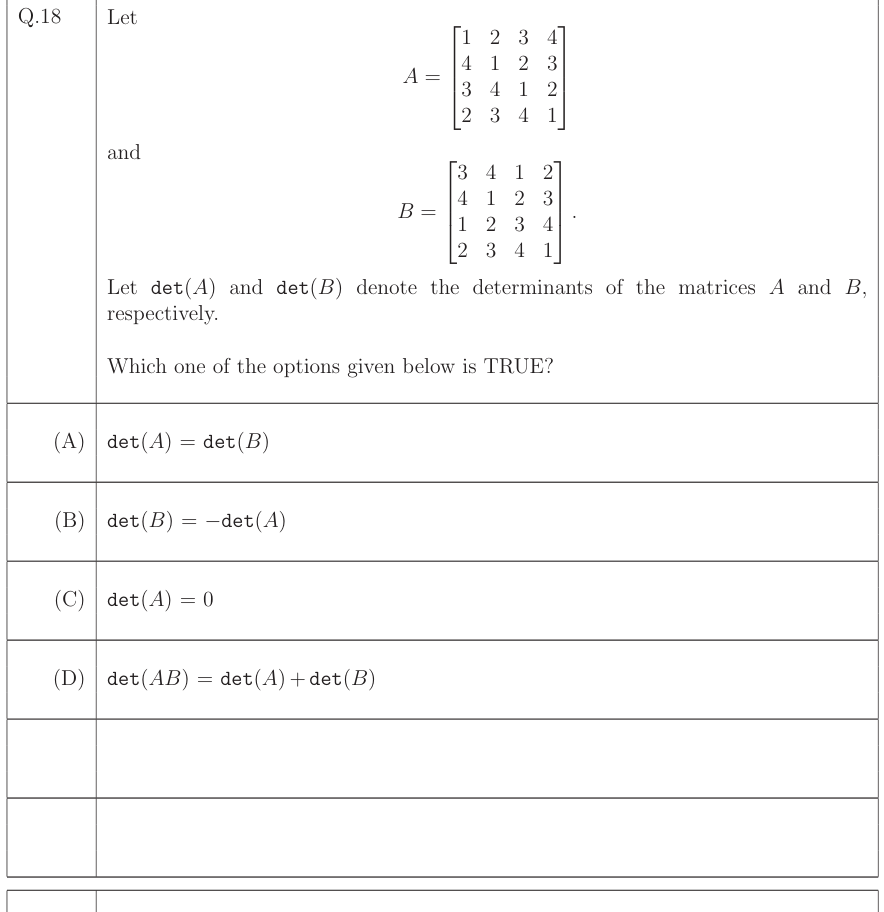 Q.18 Let
A = [1 2 3 4
4 1 2 3
3 4 1 2
2 3 4 1]
and
B = [3 4 1 2
4 1 2 3
1 2 3 4
2 3 4 1] .
Let det(A) and det(B) denote the determinants of the matrices A and B,
respectively.
Which one of the options given below is TRUE?
(A) det(A) = det(B)
(B) det(B) = −det(A)
(C) det(A) = 0
(D) det(AB) = det(A) + det(B)